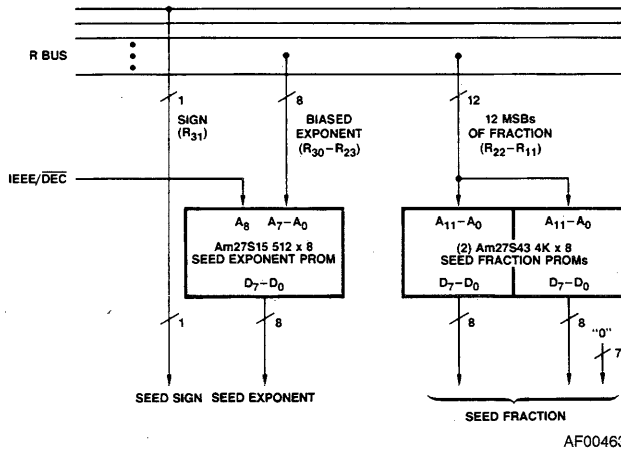 R BUS
1
SIGN
(R31)
8
BIASED
EXPONENT
(R30–R23)
12
12 MSBs
OF FRACTION
(R22–R11)
IEEE/DEC
A8 A7–A0
Am27S15 512 x 8
SEED EXPONENT PROM
D7–D0
A11–A0 A11–A0
(2) Am27S43 4K x 8
SEED FRACTION PROMs
D7–D0 D7–D0
1
8
8
8
"0"
7
SEED SIGN SEED EXPONENT
SEED FRACTION
AF00463